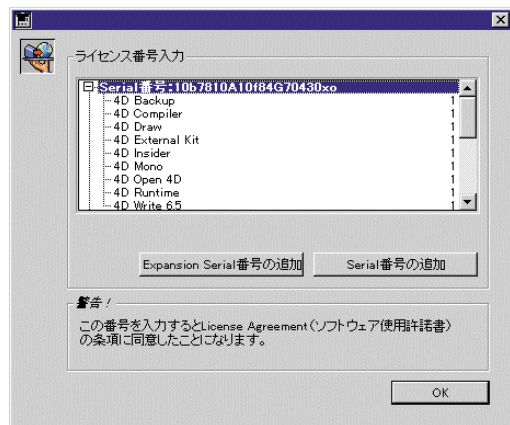 ライセンス番号入力
Serial番号:10b7810A10f84G70430xo
4D Backup 1
4D Compiler 1
4D Draw 1
4D External Kit 1
4D Insider 1
4D Mono 1
4D Open 4D 1
4D Runtime 1
4D Write 6.5 1
Expansion Serial番号の追加 Serial番号の追加
警告!
この番号を入力するとLicense Agreement(ソフトウェア使用許諾書)
の条項に同意したことになります。
OK